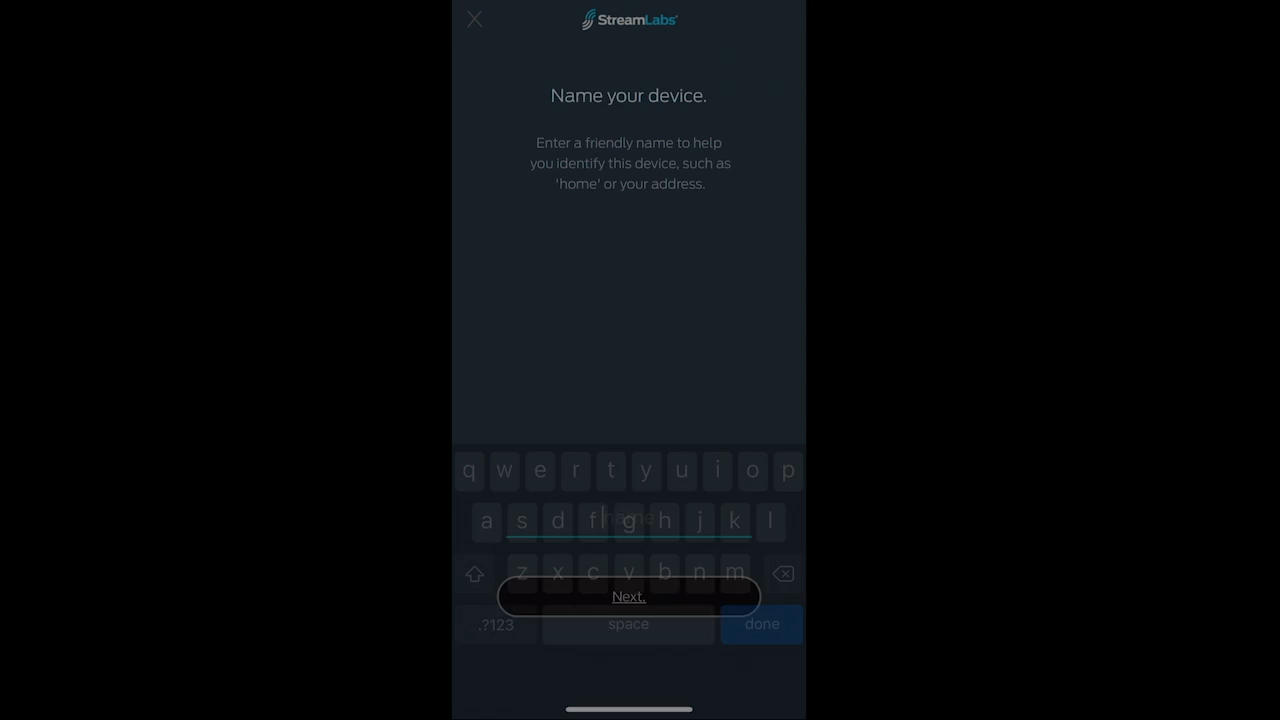 StreamLabs
Name your device.
Enter a friendly name to help
you identify this device, such as
'home' or your address.
q w e r t y u i o p
a s d f g h j k l
name
z x c v b n m
Next.
.?123 space done